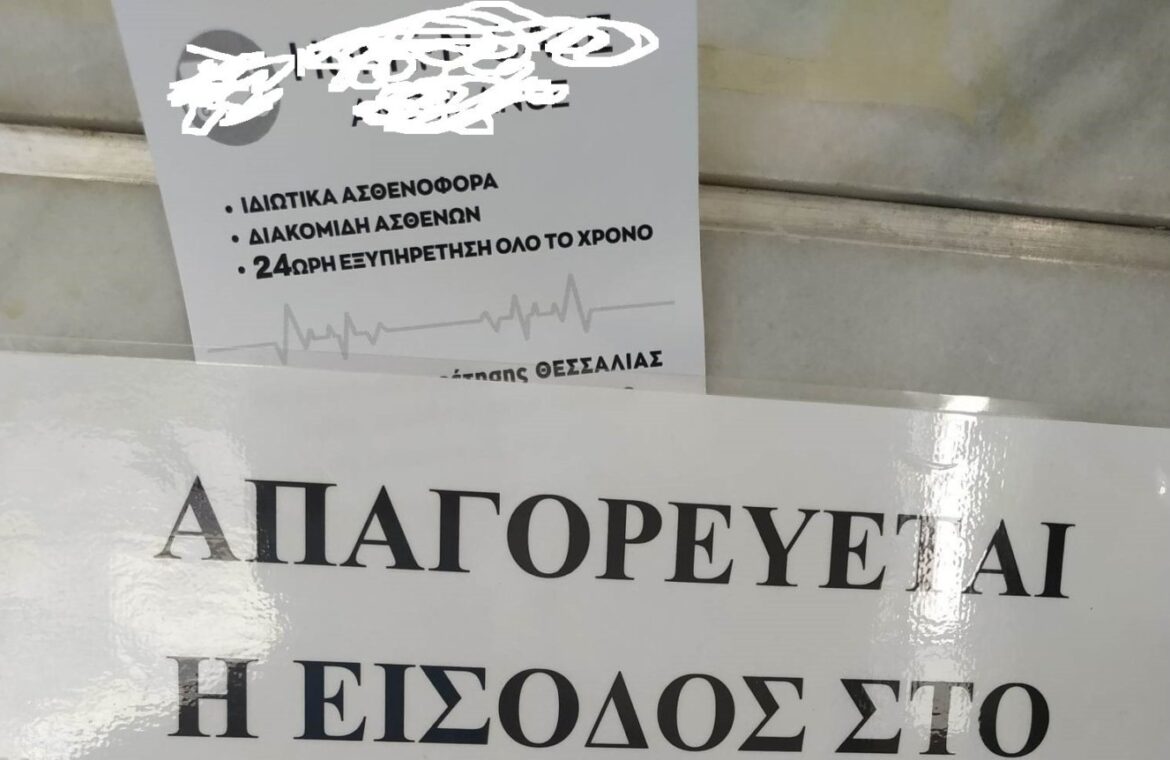 • ΙΔΙΩΤΙΚΑ ΑΣΘΕΝΟΦΟΡΑ
• ΔΙΑΚΟΜΙΔΗ ΑΣΘΕΝΩΝ
• 24ΩΡΗ ΕΞΥΠΗΡΕΤΗΣΗ ΟΛΟ ΤΟ ΧΡΟΝΟ
ΘΕΣΣΑΛΙΑΣ
ΑΠΑΓΟΡΕΥΕΤΑΙ
Η ΕΙΣΟΔΟΣ ΣΤΟ